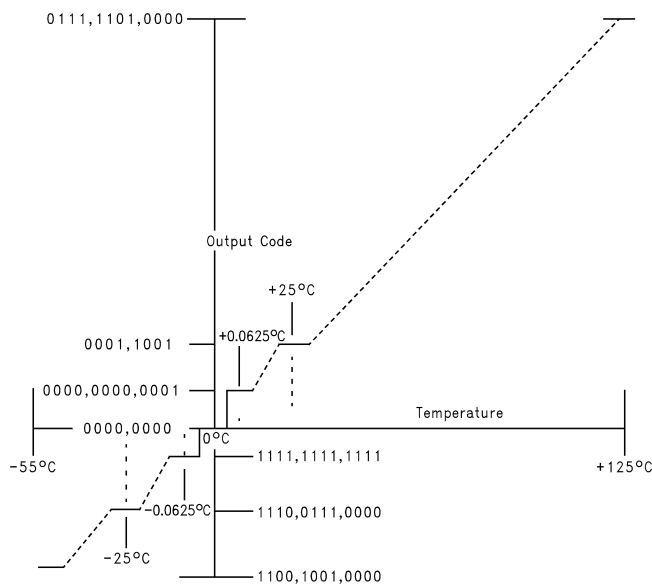 0111,1101,0000
Output Code
+25°C
+0.0625°C
0001,1001
0000,0000,0001
Temperature
0000,0000
0°C
-55°C
+125°C
1111,1111,1111
-0.0625°C
1110,0111,0000
-25°C
1100,1001,0000